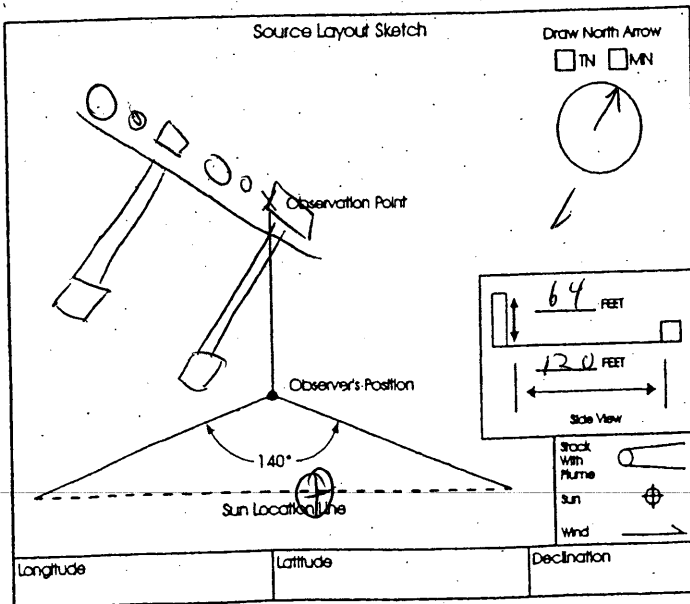 Source Layout Sketch
Draw North Arrow
TN MN
Observation Point
64 FEET
120 FEET
Side View
Observer's Position
140°
Sun Location Line
Stack
With
Plume
Sun
Wind
Longitude
Latitude
Declination